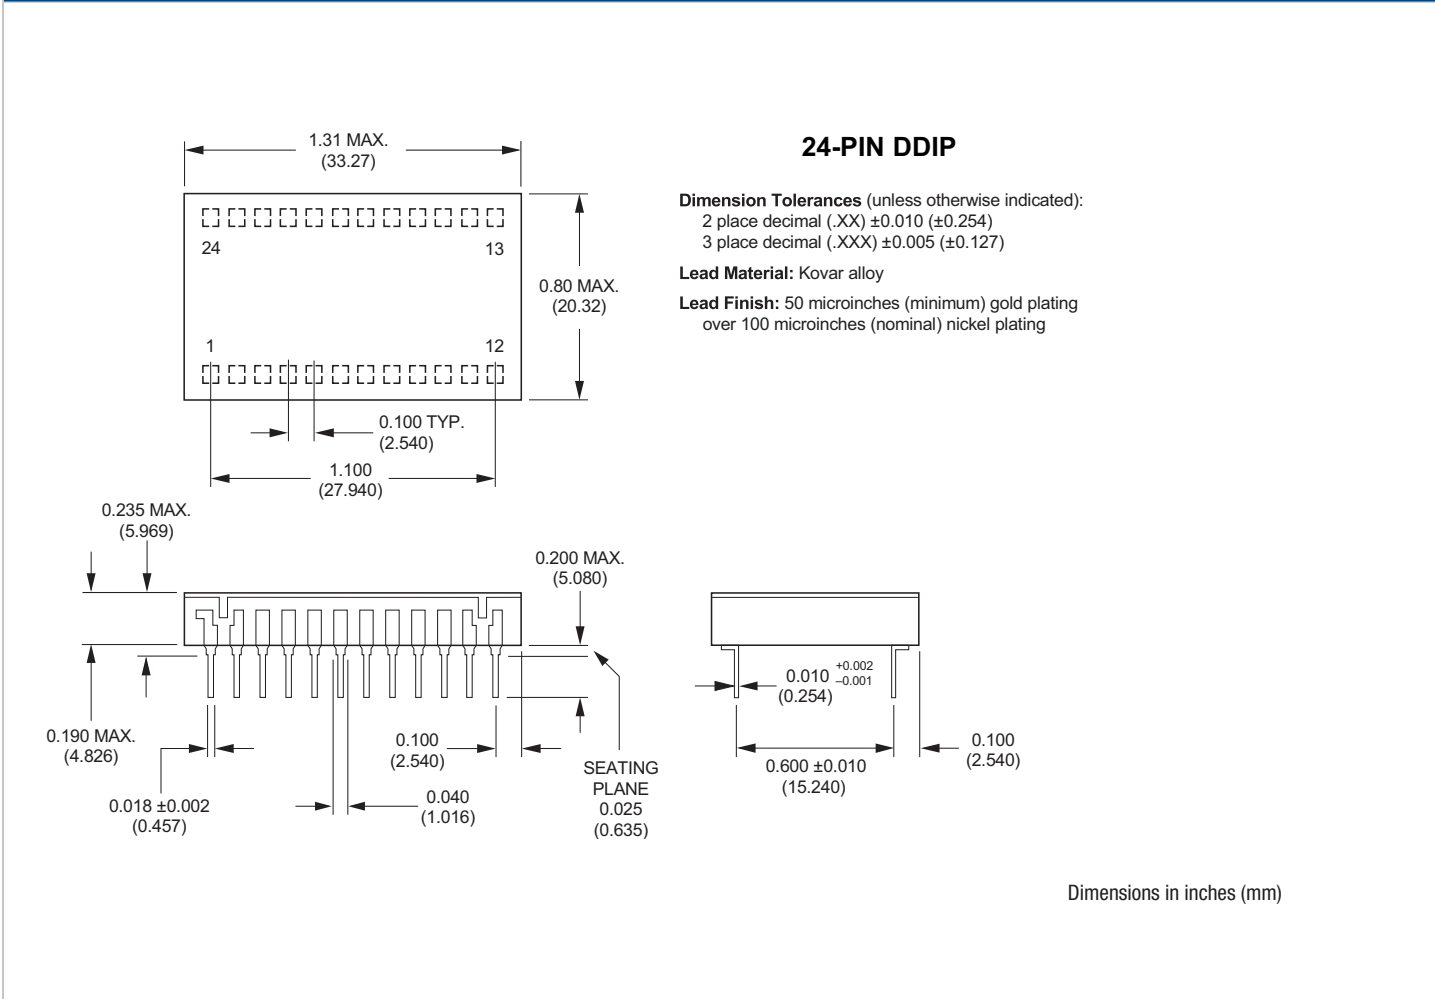 1.31 MAX.
(33.27)
24-PIN DDIP
Dimension Tolerances (unless otherwise indicated):
2 place decimal (.XX) ±0.010 (±0.254)
3 place decimal (.XXX) ±0.005 (±0.127)
Lead Material: Kovar alloy
Lead Finish: 50 microinches (minimum) gold plating
over 100 microinches (nominal) nickel plating
24
13
0.80 MAX.
(20.32)
1
12
0.100 TYP.
(2.540)
1.100
(27.940)
0.235 MAX.
(5.969)
0.200 MAX.
(5.080)
0.190 MAX.
(4.826)
0.018 ±0.002
(0.457)
0.100
(2.540)
0.040
(1.016)
SEATING
PLANE
0.025
(0.635)
0.010 +0.002
–0.001
(0.254)
0.600 ±0.010
(15.240)
0.100
(2.540)
Dimensions in inches (mm)